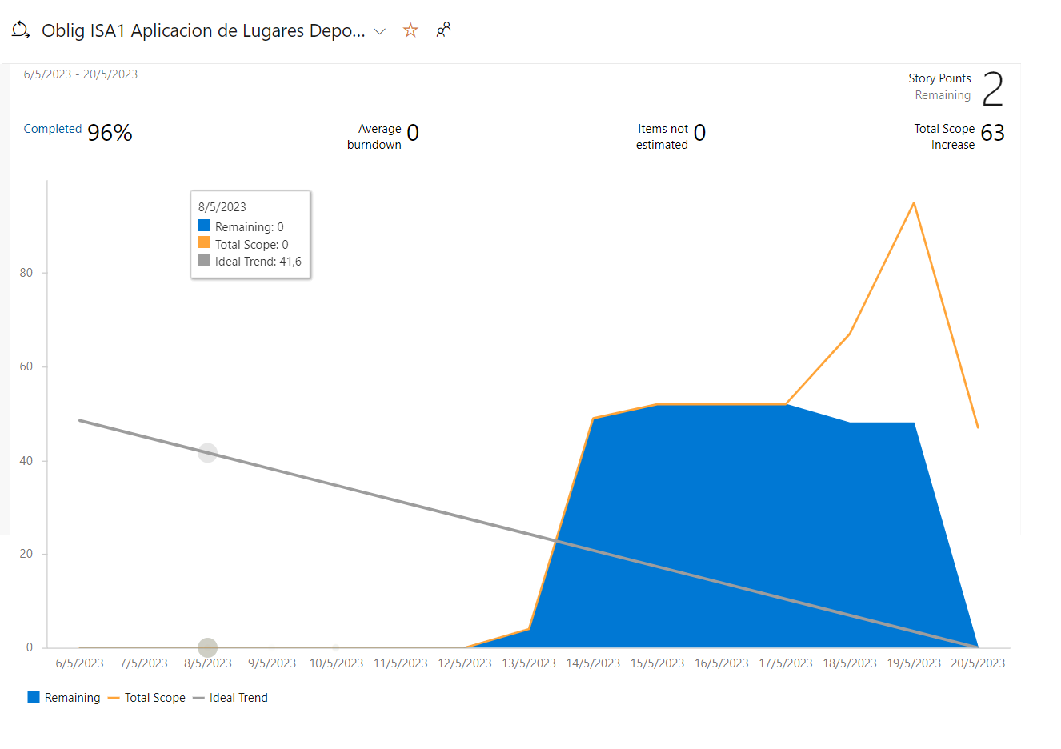 Oblig ISA1 Aplicacion de Lugares Depo...
6/5/2023 - 20/5/2023
Story Points
Remaining
2
Completed 96%
Average
burndown
0
Items not
estimated
0
Total Scope
Increase
63
8/5/2023
Remaining: 0
Total Scope: 0
Ideal Trend: 41,6
80
60
40
20
0
6/5/2023 7/5/2023 8/5/2023 9/5/2023 10/5/2023 11/5/2023 12/5/2023 13/5/2023 14/5/2023 15/5/2023 16/5/2023 17/5/2023 18/5/2023 19/5/2023 20/5/2023
Remaining Total Scope Ideal Trend